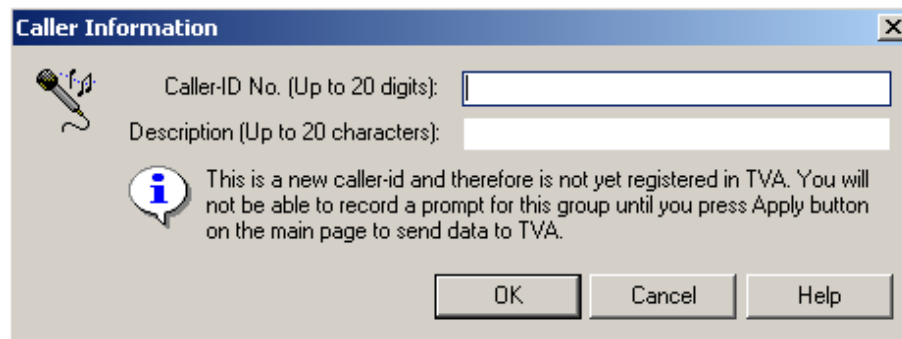 Caller Information
Caller-ID No. (Up to 20 digits):
Description (Up to 20 characters):
This is a new caller-id and therefore is not yet registered in TVA. You will
not be able to record a prompt for this group until you press Apply button
on the main page to send data to TVA.
OK Cancel Help